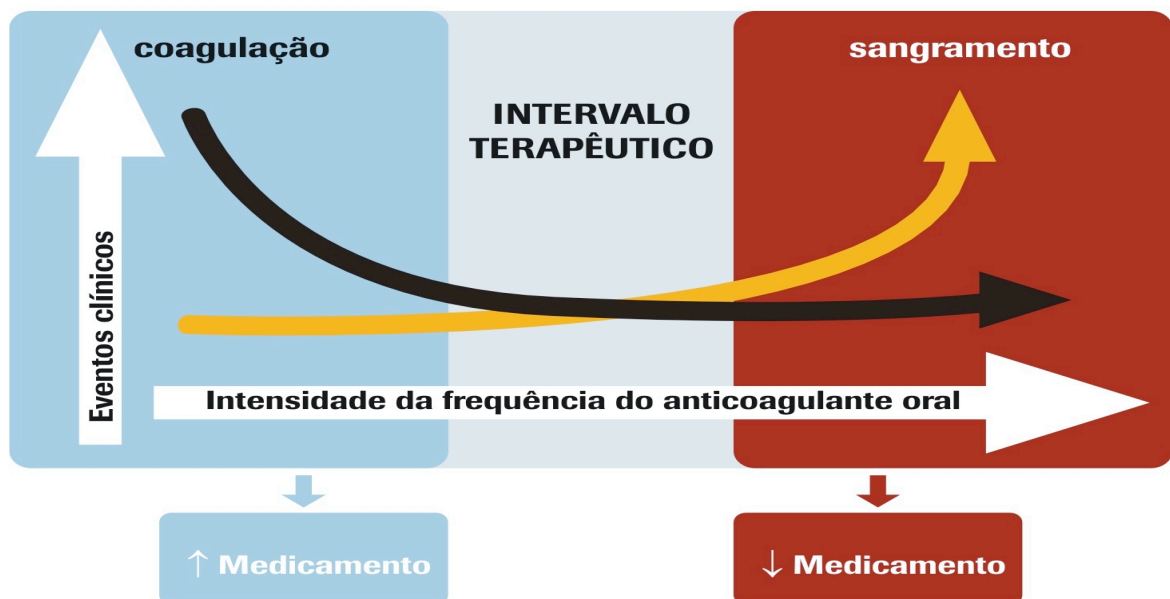 coagulação
sangramento
INTERVALO
TERAPÊUTICO
Eventos clínicos
Intensidade da frequência do anticoagulante oral
↑ Medicamento
↓ Medicamento